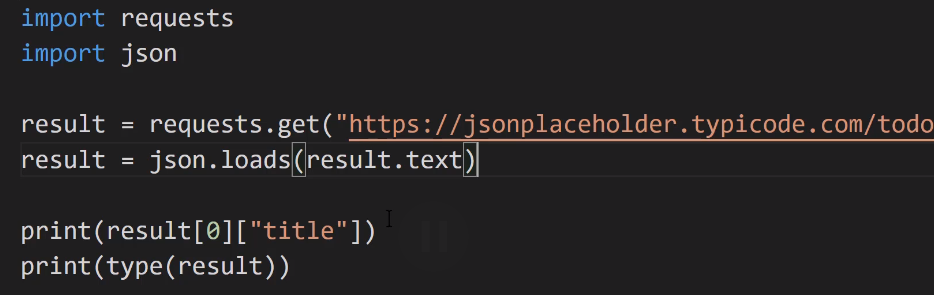 import requests
import json
result = requests.get("https://jsonplaceholder.typicode.com/todo
result = json.loads(result.text)
print(result[0]["title"])
print(type(result))